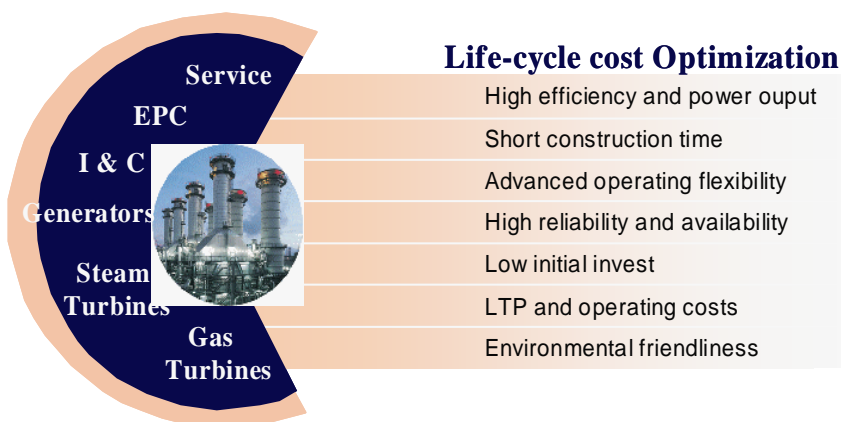 Life-cycle cost Optimization
Service
EPC
I & C
Generators
Steam
Turbines
Gas
Turbines
High efficiency and power ouput
Short construction time
Advanced operating flexibility
High reliability and availability
Low initial invest
LTP and operating costs
Environmental friendliness